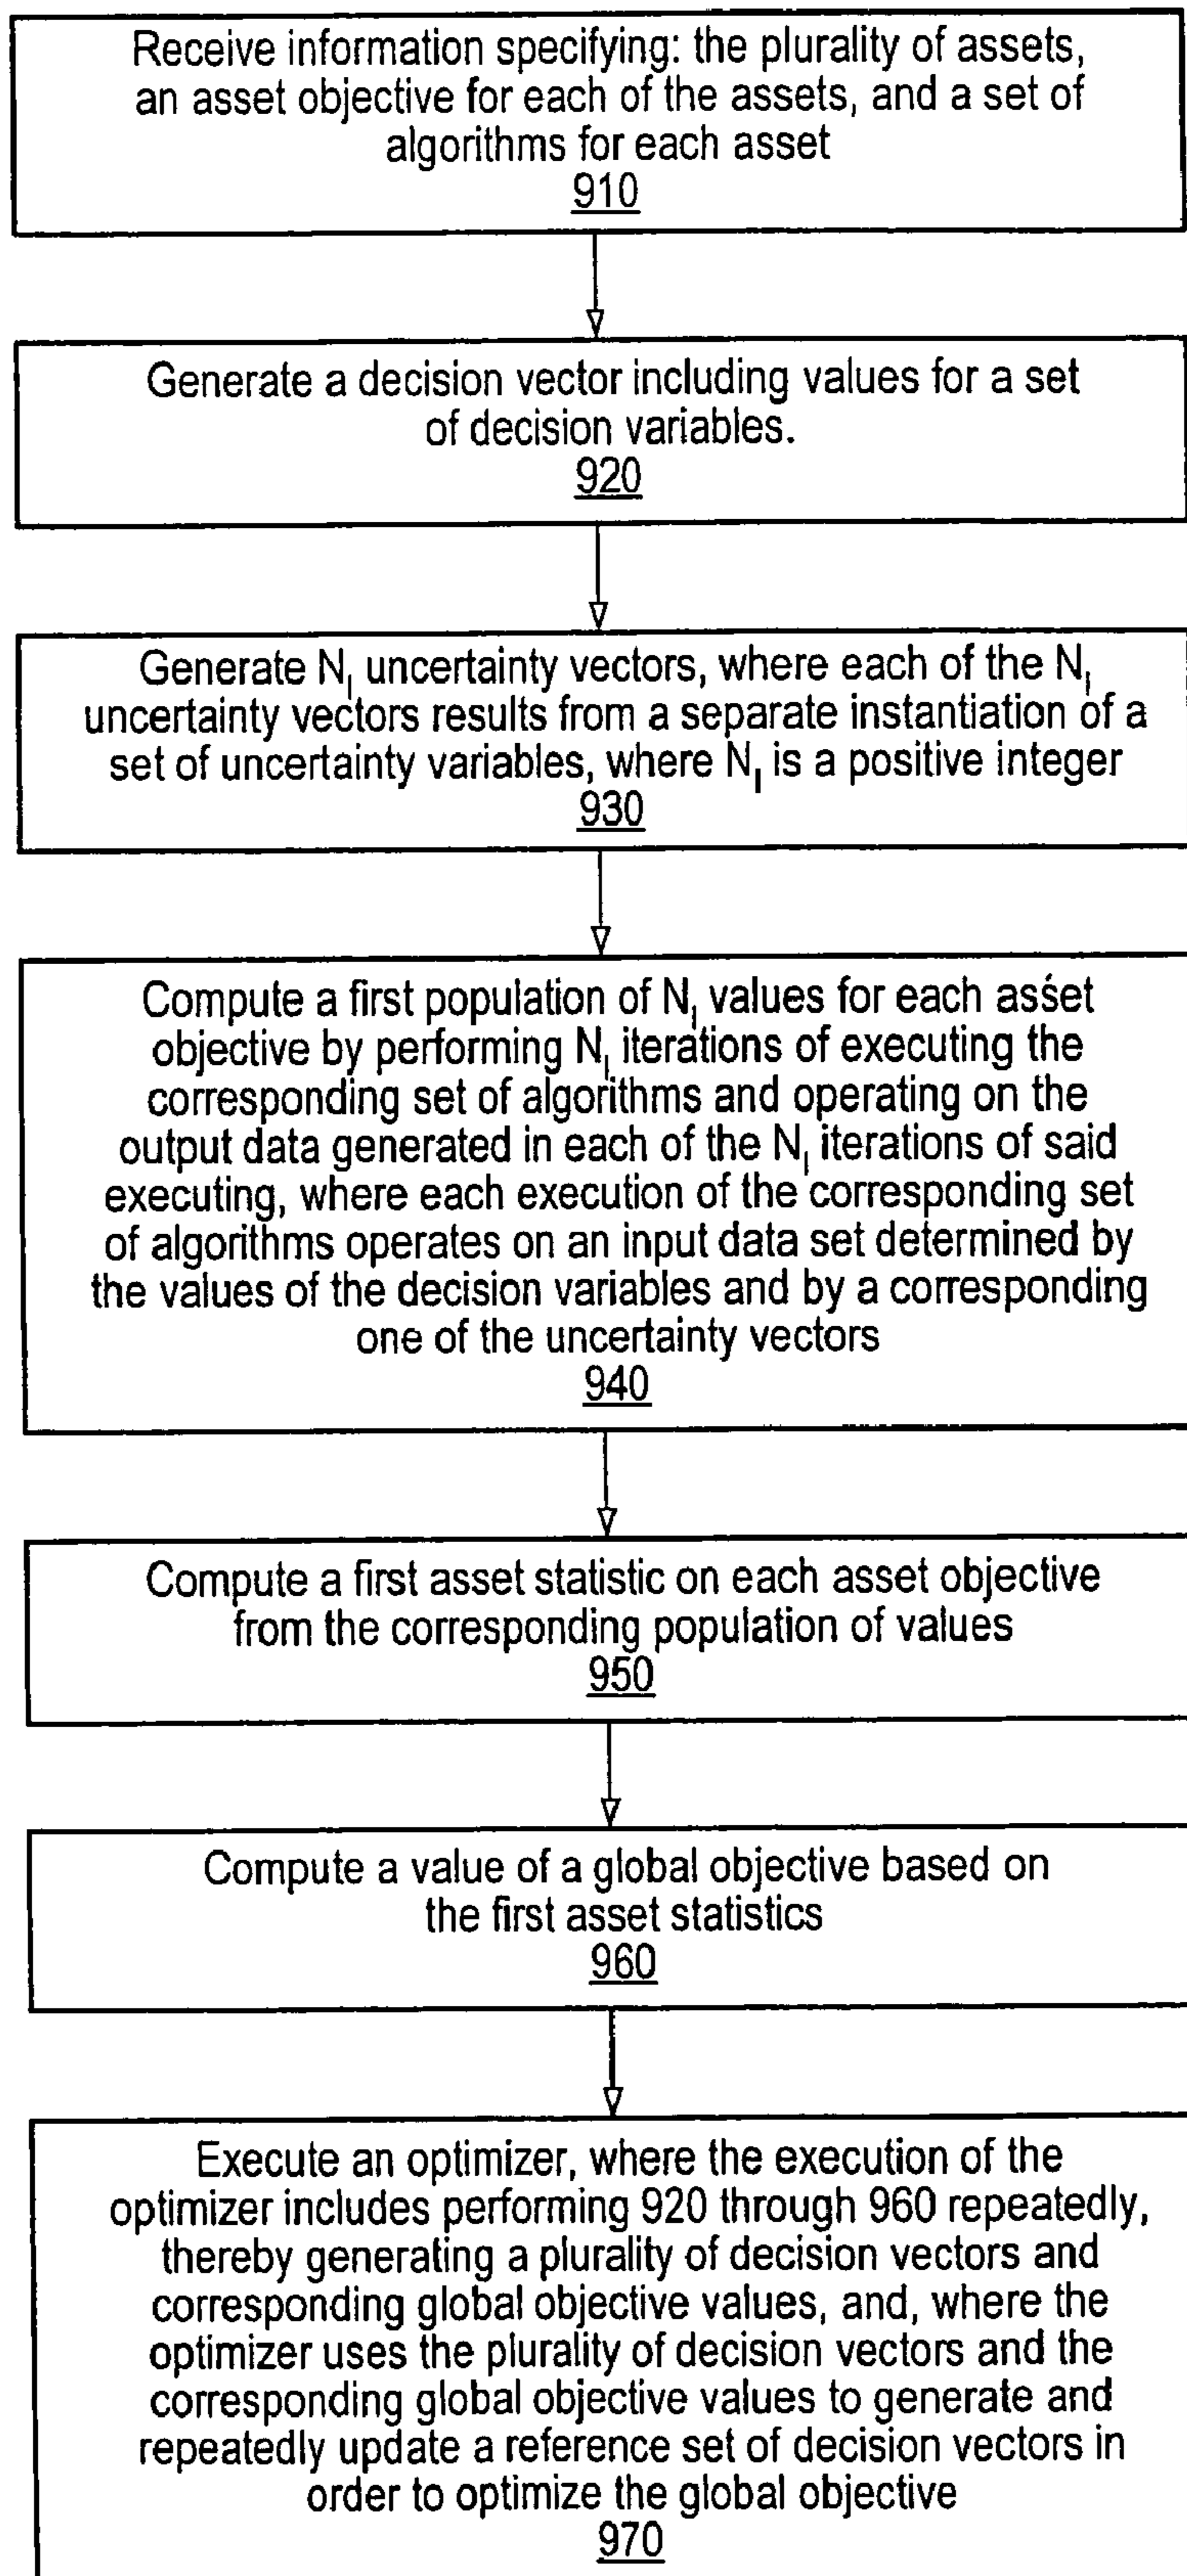 Receive information specifying: the plurality of assets,
an asset objective for each of the assets, and a set of
algorithms for each asset
910
Generate a decision vector including values for a set
of decision variables.
920
Generate N_I uncertainty vectors, where each of the N_I
uncertainty vectors results from a separate instantiation of a
set of uncertainty variables, where N_I is a positive integer
930
Compute a first population of N_I values for each asset
objective by performing N_I iterations of executing the
corresponding set of algorithms and operating on the
output data generated in each of the N_I iterations of said
executing, where each execution of the corresponding set
of algorithms operates on an input data set determined by
the values of the decision variables and by a corresponding
one of the uncertainty vectors
940
Compute a first asset statistic on each asset objective
from the corresponding population of values
950
Compute a value of a global objective based on
the first asset statistics
960
Execute an optimizer, where the execution of the
optimizer includes performing 920 through 960 repeatedly,
thereby generating a plurality of decision vectors and
corresponding global objective values, and, where the
optimizer uses the plurality of decision vectors and the
corresponding global objective values to generate and
repeatedly update a reference set of decision vectors in
order to optimize the global objective
970